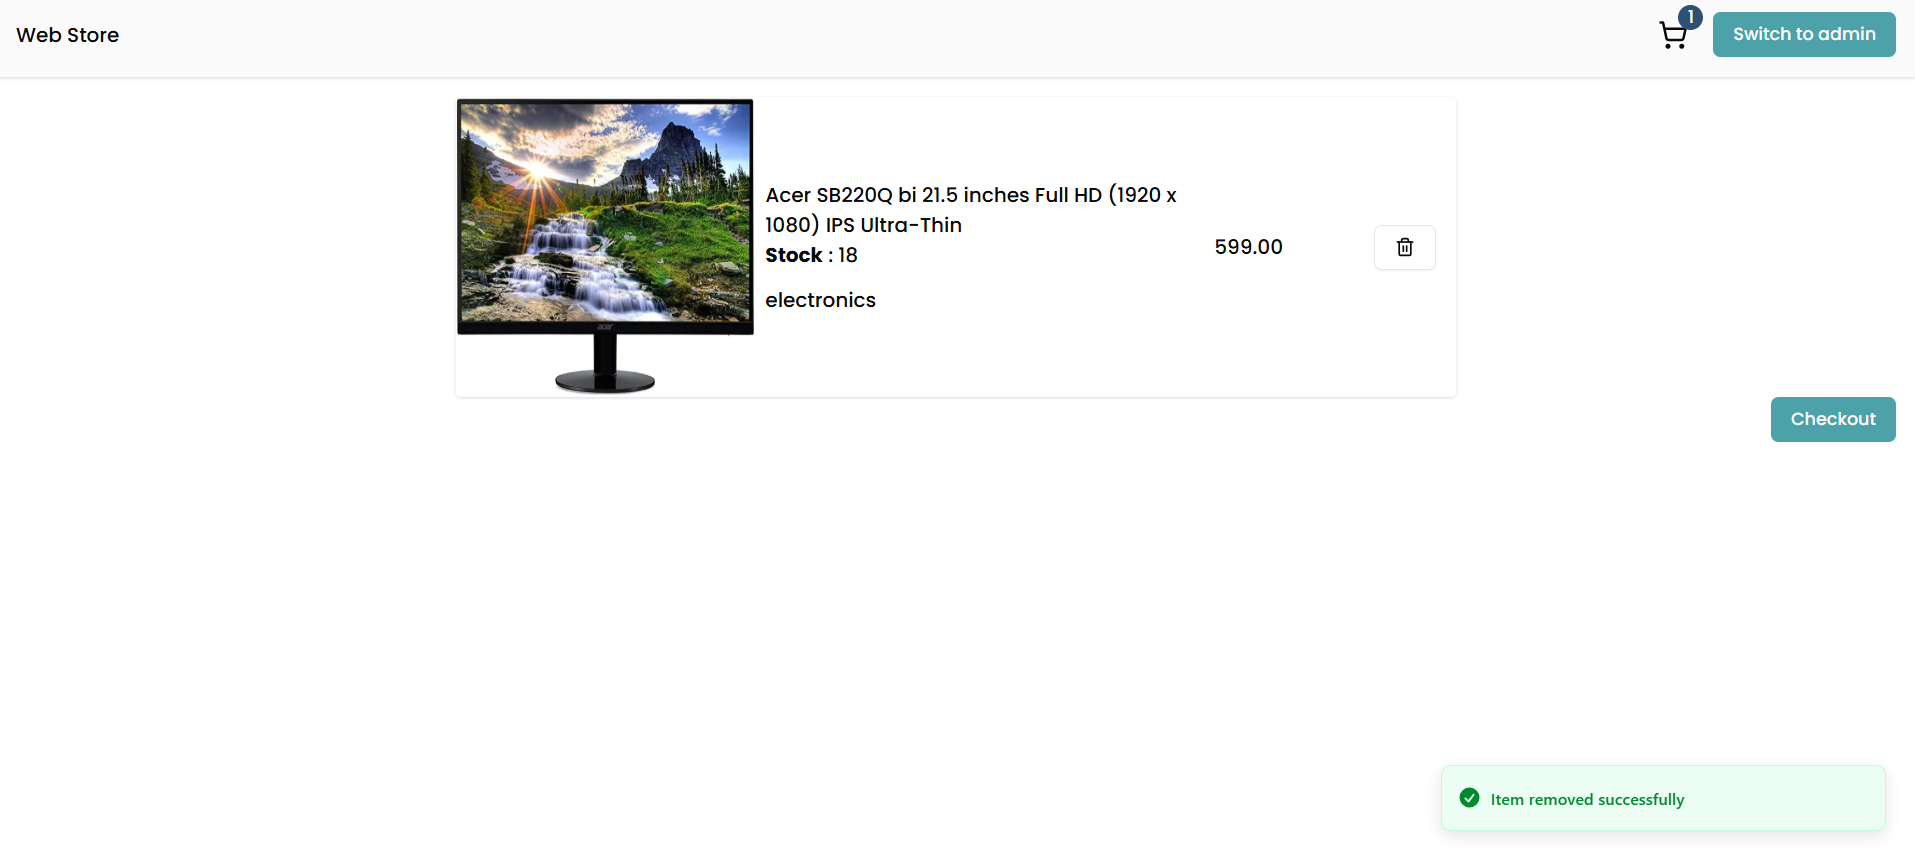 Web Store
1
Switch to admin
Acer SB220Q bi 21.5 inches Full HD (1920 x
1080) IPS Ultra-Thin
Stock : 18
electronics
599.00
acer
Checkout
Item removed successfully